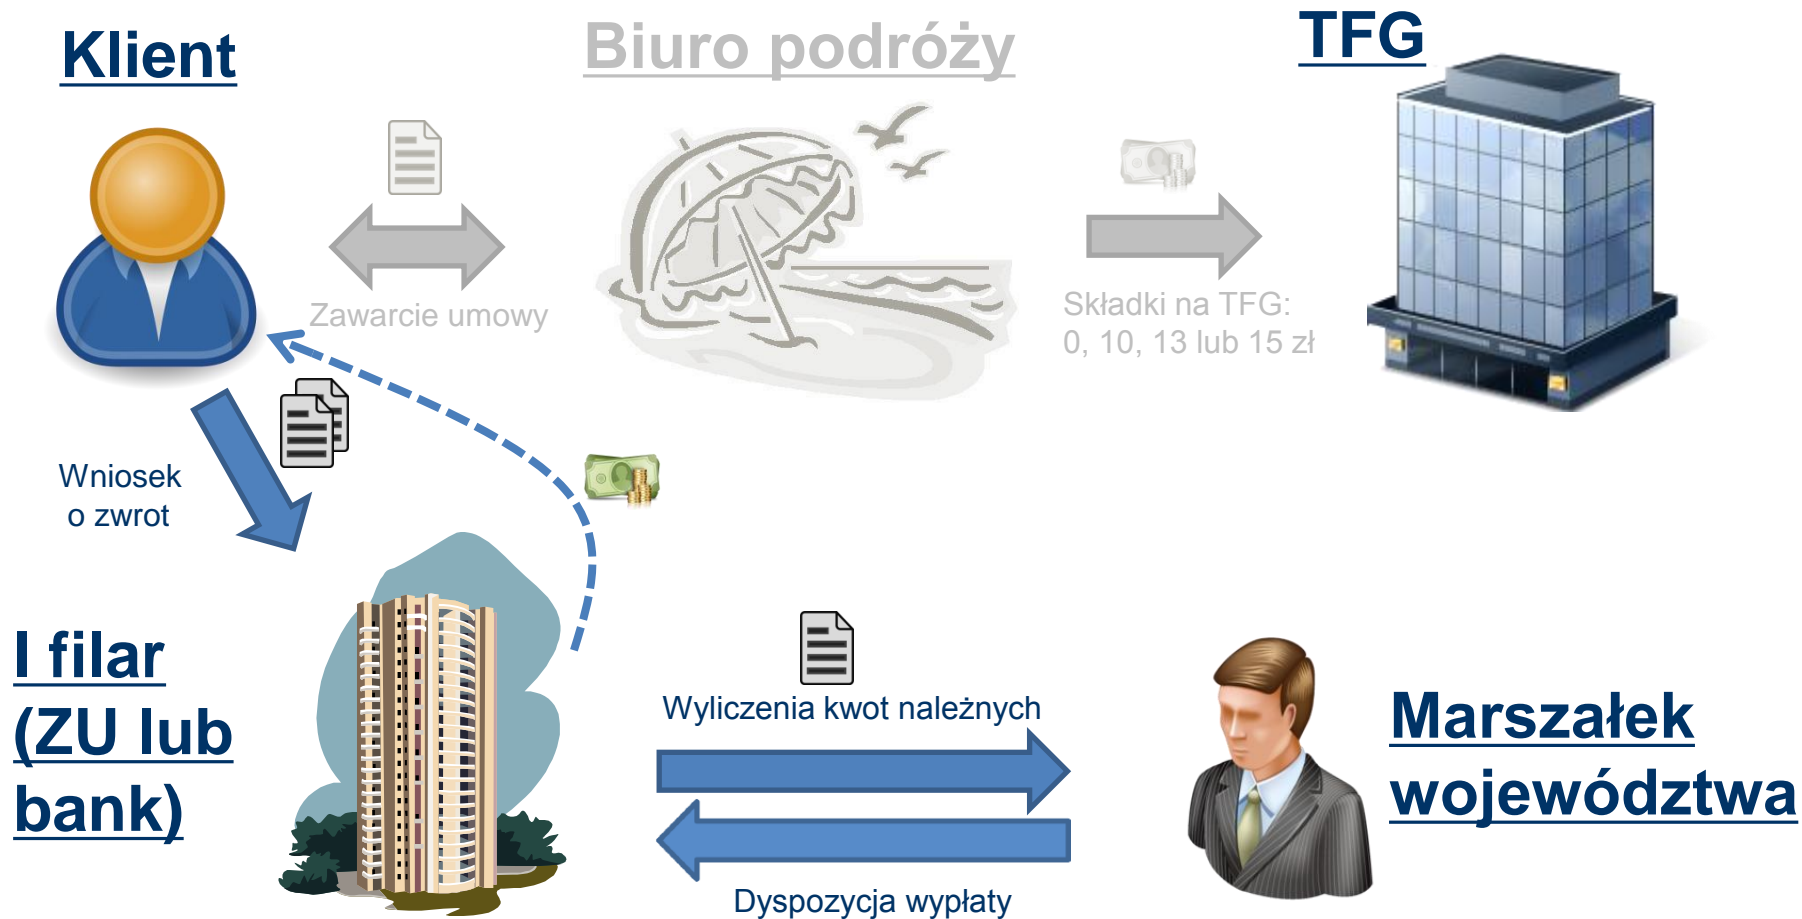 Klient
Biuro podróży
TFG
Zawarcie umowy
Składki na TFG:
0, 10, 13 lub 15 zł
Wniosek
o zwrot
I filar
(ZU lub
bank)
Wyliczenia kwot należnych
Dyspozycja wypłaty
Marszałek
województwa